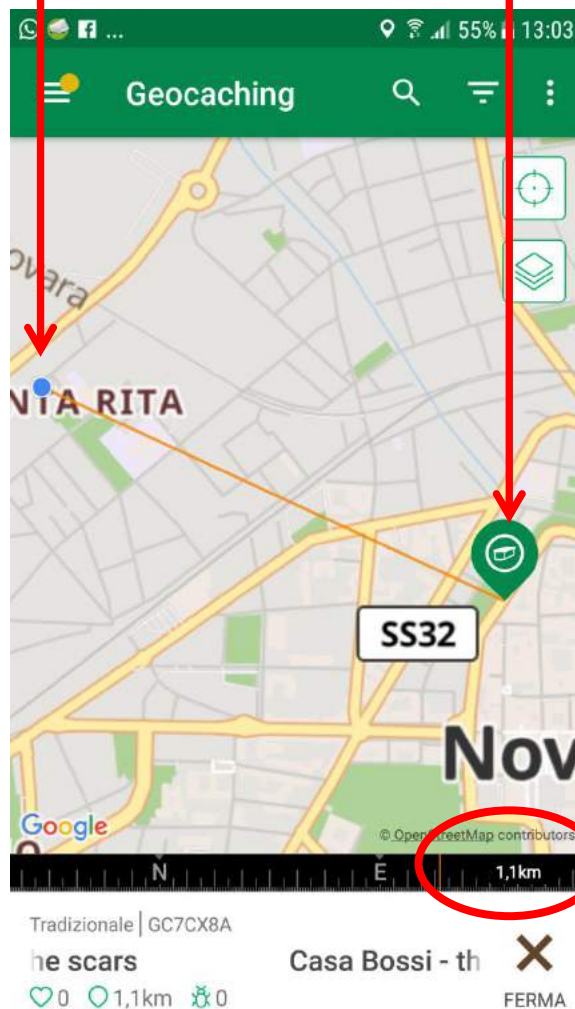 ... 55% 13:03
Geocaching
Novara
NTA RITA
SS32
Nov
Google
© OpenStreetMap contributors
N E 1,1km
Tradizionale | GC7CX8A
he scars Casa Bossi - th
0 1,1km 0
FERMA